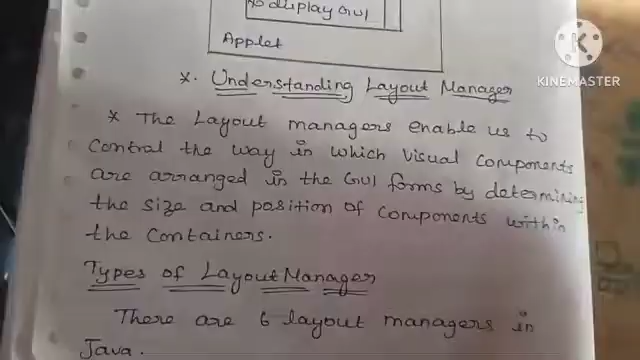 to display GUI
Applet
*. Understanding Layout Manager
KINEMASTER
* The Layout managers enable us to
control the way in which visual components
are arranged in the GUI forms by determining
the size and position of components within
the containers.
Types of Layout Manager
There are 6 layout managers in
Java.